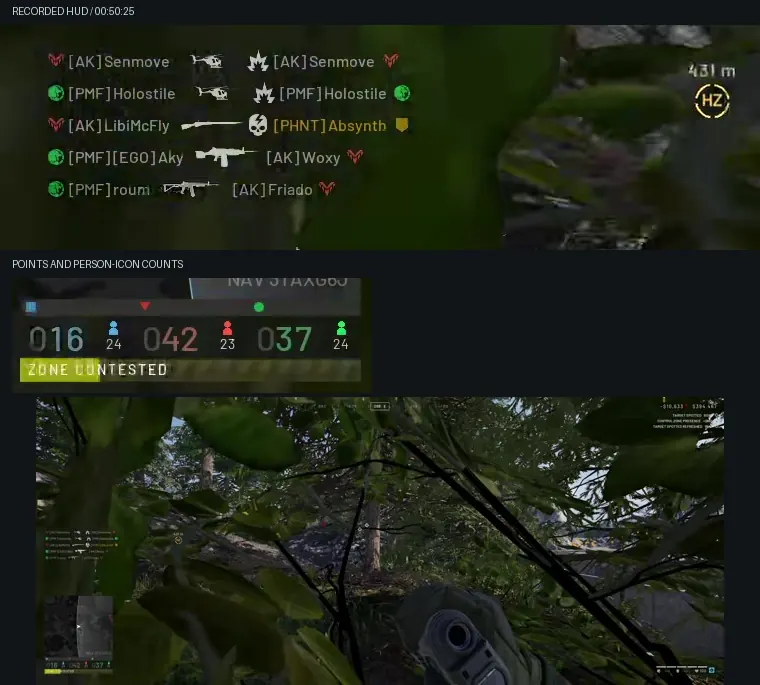 RECORDED HUD / 00:50:25
[AK]Senmove [AK]Senmove
431 m
[PMF]Holostile [PMF]Holostile
HZ
[AK]LibiMcFly [PHNT]Absynth
[PMF][EGO]Aky [AK]Woxy
[PMF]roum [AK]Friado
POINTS AND PERSON-ICON COUNTS
016 24 042 23 037 24
ZONE CONTESTED